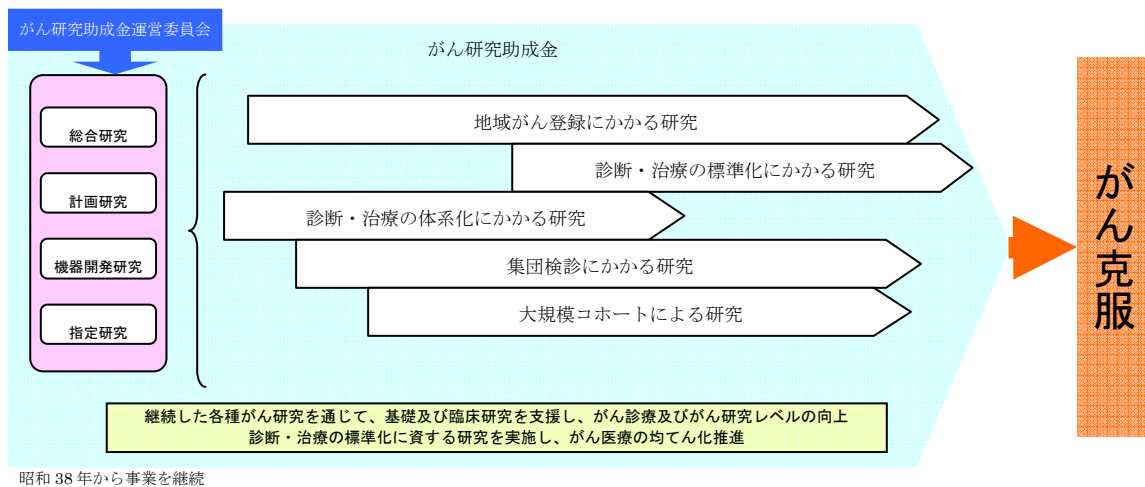 がん研究助成金運営委員会
がん研究助成金
総合研究
計画研究
機器開発研究
指定研究
地域がん登録にかかる研究
診断・治療の標準化にかかる研究
診断・治療の体系化にかかる研究
集団検診にかかる研究
大規模コホートによる研究
がん克服
継続した各種がん研究を通じて、基礎及び臨床研究を支援し、がん診療及びがん研究レベルの向上
診断・治療の標準化に資する研究を実施し、がん医療の均てん化推進
昭和 38 年から事業を継続